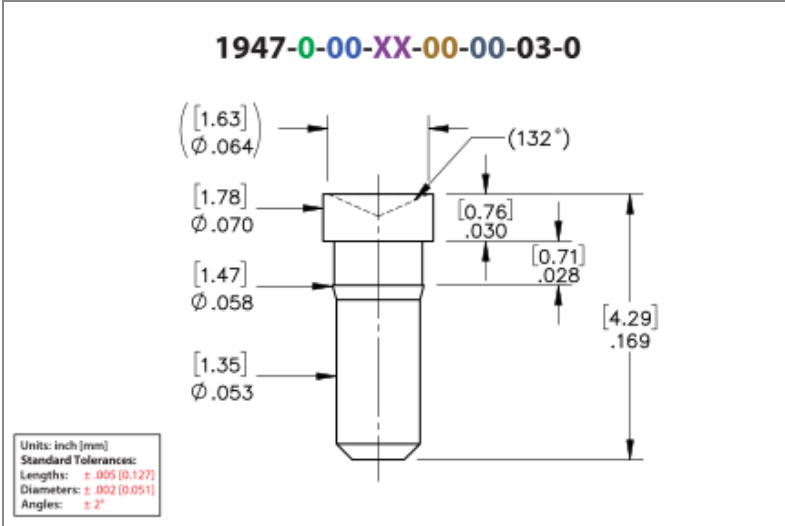 1947-0-00-XX-00-00-03-0
([1.63]
Ø.064)
(132°)
[1.78]
Ø.070
[0.76]
.030
[0.71]
.028
[1.47]
Ø.058
[4.29]
.169
[1.35]
Ø.053
Units: inch [mm]
Standard Tolerances:
Lengths: ± .005 [0.127]
Diameters: ± .002 [0.051]
Angles: ± 2°